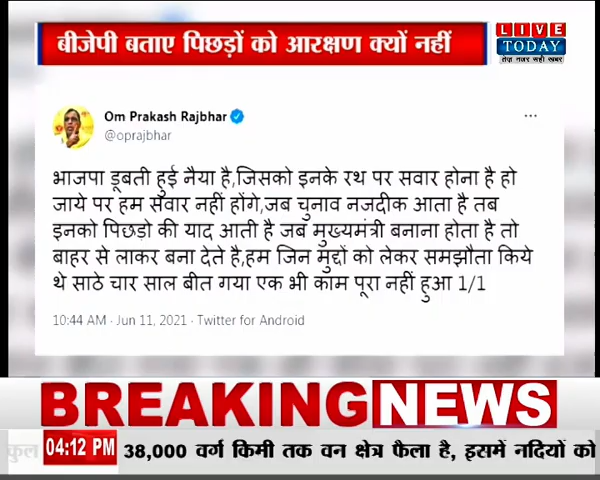 बीजेपी बताए पिछड़ों को आरक्षण क्यों नहीं
LIVE
TODAY
तेज़ नजर सही खबर
Om Prakash Rajbhar
@oprajbhar
भाजपा डूबती हुई नैया है,जिसको इनके रथ पर सवार होना है हो
जाये पर हम सवार नहीं होंगे,जब चुनाव नजदीक आता है तब
इनको पिछड़ो की याद आती है जब मुख्यमंत्री बनाना होता है तो
बाहर से लाकर बना देते है,हम जिन मुद्दों को लेकर समझौता किये
थे साठे चार साल बीत गया एक भी काम पूरा नहीं हुआ 1/1
10:44 AM · Jun 11, 2021 · Twitter for Android
BREAKING NEWS
कुल
04:12 PM
38,000 वर्ग किमी तक वन क्षेत्र फैला है, इसमें नदियों को